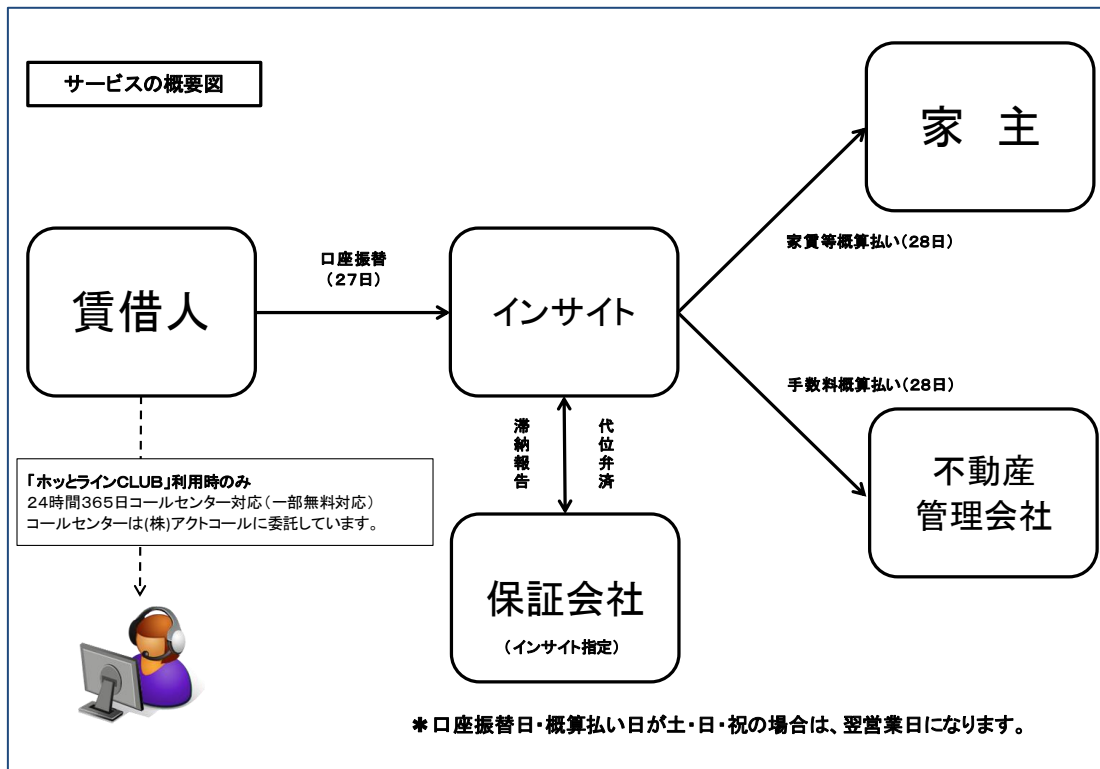 サービスの概要図
家　主
家賃等概算払い(28日)
口座振替
(27日)
賃借人
インサイト
手数料概算払い(28日)
滞納報告
代位弁済
不動産
管理会社
「ホッとラインCLUB」利用時のみ
24時間365日コールセンター対応(一部無料対応)
コールセンターは(株)アクトコールに委託しています。
保証会社
(インサイト指定)
＊口座振替日・概算払い日が土・日・祝の場合は、翌営業日になります。